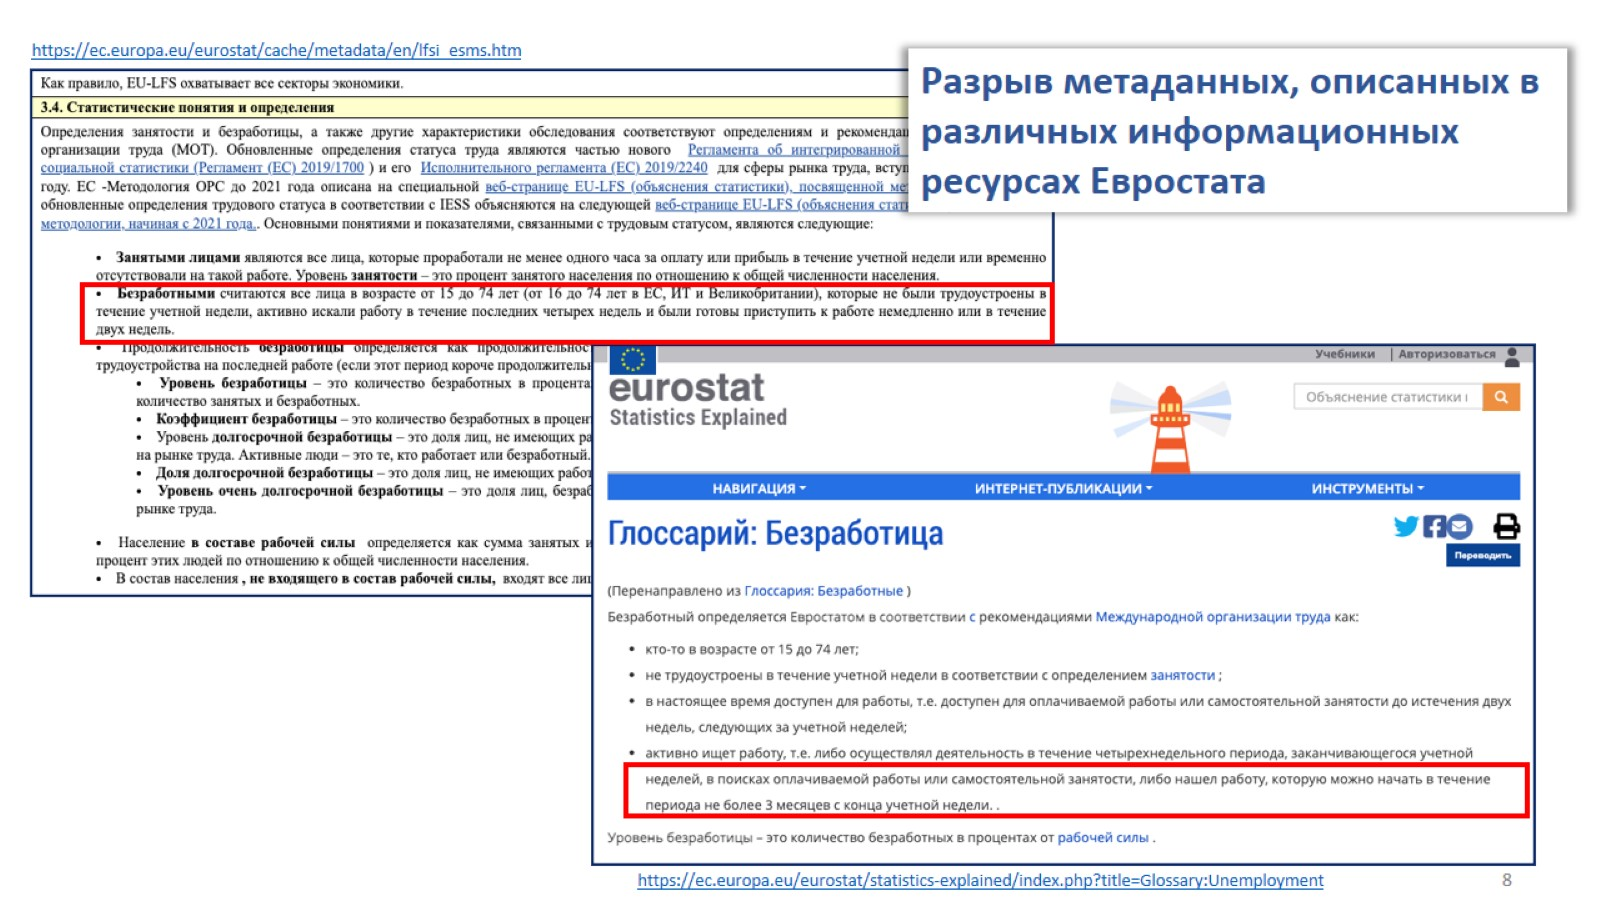 https://ec.europa.eu/eurostat/cache/metadata/en/lfsi_esms.htm
Разрыв метаданных, описанных в
различных информационных
ресурсах Евростата
Как правило, EU-LFS охватывает все секторы экономики.
3.4. Статистические понятия и определения
Определения занятости и безработицы, а также другие характеристики обследования соответствуют определениям и
организации труда (МОТ). Обновленные определения статуса труда являются частью нового Регламента об интегрированной
социальной статистики (Регламент (ЕС) 2019/1700 ) и его Исполнительного регламента (ЕС) 2019/2240 для сферы рынка труда,
году. ЕС -Методология ОРС до 2021 года описана на специальной веб-странице EU-LFS (объяснения статистики), посвященной
обновленные определения трудового статуса в соответствии с IESS объясняются на следующей веб-странице EU-LFS (объяснения
методологии, начиная с 2021 года.. Основными понятиями и показателями, связанными с трудовым статусом, являются следующие:
• Занятыми лицами являются все лица, которые проработали не менее одного часа за оплату или прибыль в течение учетной недели или временно
отсутствовали на такой работе. Уровень занятости – это процент занятого населения по отношению к общей численности населения.
• Безработными считаются все лица в возрасте от 15 до 74 лет (от 16 до 74 лет в ЕС, ИТ и Великобритании), которые не были трудоустроены в
течение учетной недели, активно искали работу в течение последних четырех недель и были готовы приступить к работе немедленно или в течение
двух недель.
• Продолжительность безработицы определяется как
трудоустройства на последней работе (если этот период короче
• Уровень безработицы – это количество безработных в
количество занятых и безработных.
• Коэффициент безработицы – это количество безработных в
• Уровень долгосрочной безработицы – это доля лиц, не имеющих
на рынке труда. Активные люди – это те, кто работает или безработный.
• Доля долгосрочной безработицы – это доля лиц, не имеющих
• Уровень очень долгосрочной безработицы – это доля лиц,
рынке труда.
• Население в составе рабочей силы определяется как сумма занятых и
процент этих людей по отношению к общей численности населения.
• В состав населения , не входящего в состав рабочей силы, входят все
Учебники | Авторизоваться
eurostat
Statistics Explained
Объяснение статистики
НАВИГАЦИЯ ИНТЕРНЕТ-ПУБЛИКАЦИИ ИНСТРУМЕНТЫ
Глоссарий: Безработица
Переводить
(Перенаправлено из Глоссария: Безработные )
Безработный определяется Евростатом в соответствии с рекомендациями Международной организации труда как:
• кто-то в возрасте от 15 до 74 лет;
• не трудоустроены в течение учетной недели в соответствии с определением занятости ;
• в настоящее время доступен для работы, т.е. доступен для оплачиваемой работы или самостоятельной занятости до истечения двух
недель, следующих за учетной неделей;
• активно ищет работу, т.е. либо осуществлял деятельность в течение четырехнедельного периода, заканчивающегося учетной
неделей, в поисках оплачиваемой работы или самостоятельной занятости, либо нашел работу, которую можно начать в течение
периода не более 3 месяцев с конца учетной недели. .
Уровень безработицы – это количество безработных в процентах от рабочей силы .
https://ec.europa.eu/eurostat/statistics-explained/index.php?title=Glossary:Unemployment
8